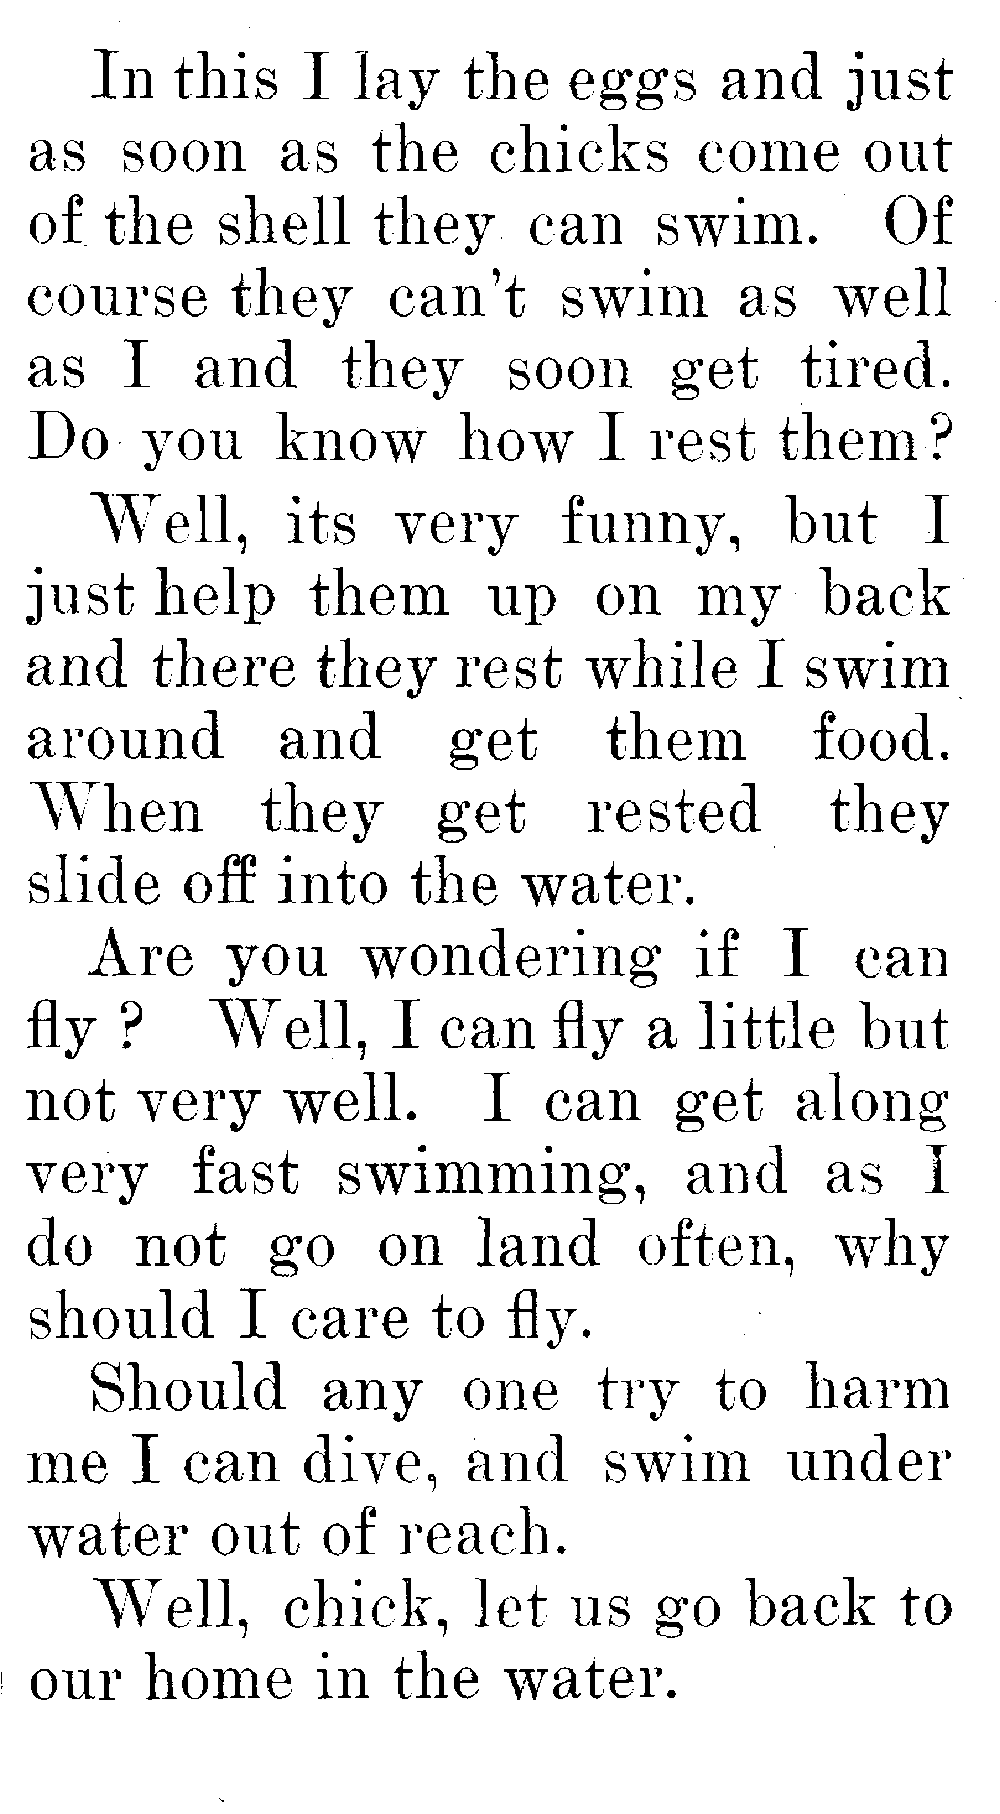 In this I lay the eggs and just
as soon as the chicks come out
of the shell they can swim. Of
course they can't swim as well
as I and they soon get tired.
Do you know how I rest them?
Well, its very funny, but I
just help them up on my back
and there they rest while I swim
around and get them food.
When they get rested they
slide off into the water.
Are you wondering if I can
fly ? Well, I can fly a little but
not very well. I can get along
very fast swimming, and as I
do not go on land often, why
should I care to fly.
Should any one try to harm
me I can dive, and swim under
water out of reach.
Well, chick, let us go back to
our home in the water.